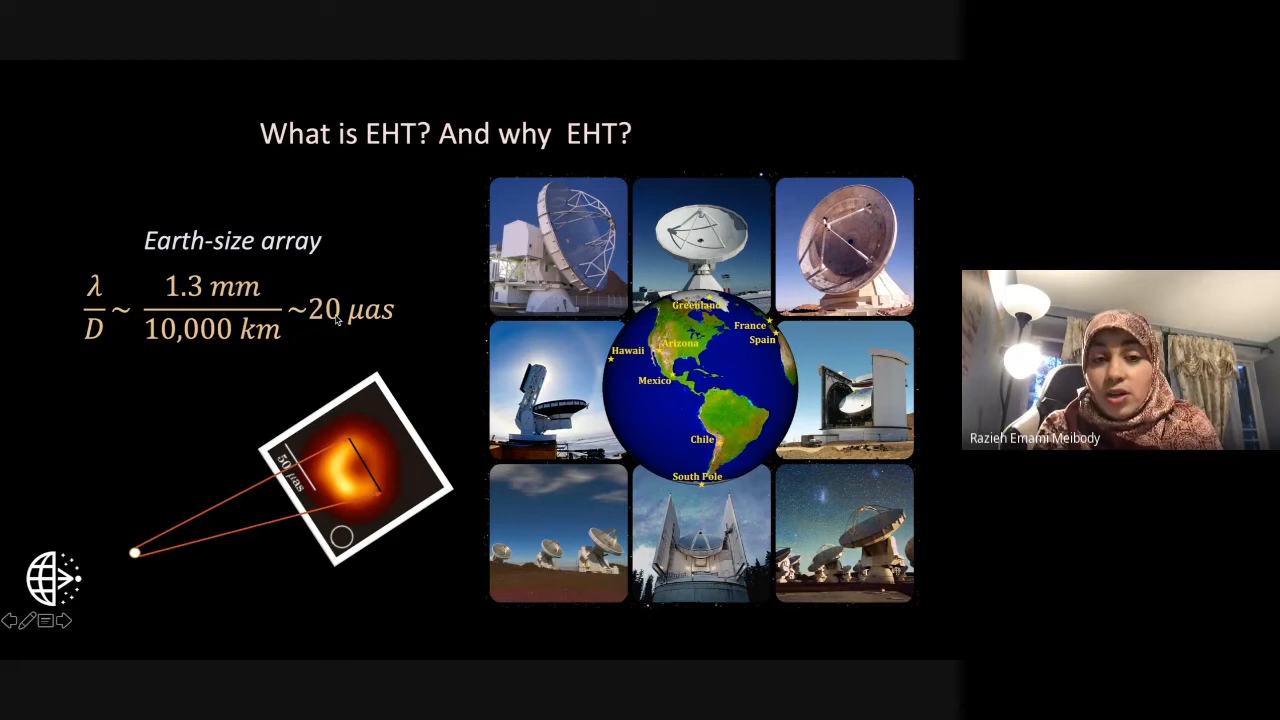 What is EHT? And why EHT?
Earth-size array
λ/D ~ 1.3 mm/10,000 km ~20 μas
50 μas
Greenland
France
Spain
Hawaii
Arizona
Mexico
Chile
South Pole
Razieh Emami Meibody